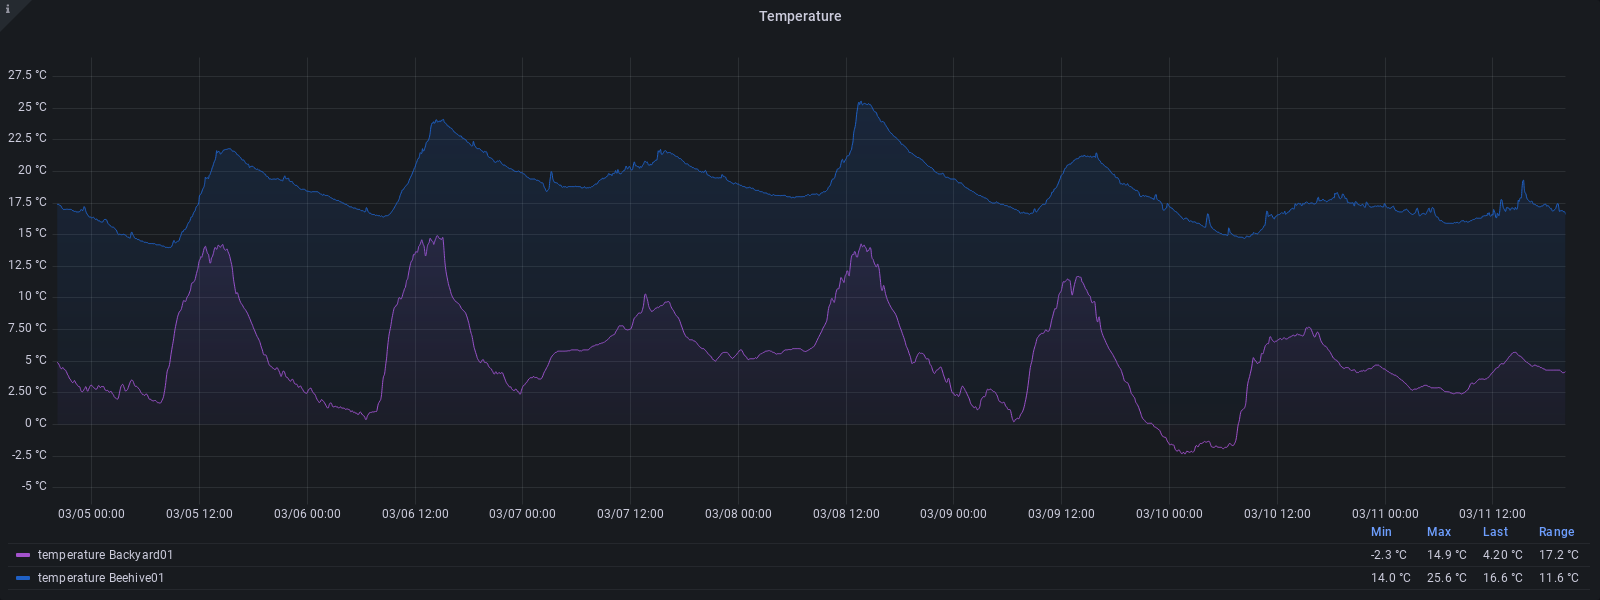 i
Temperature
27.5 °C
25 °C
22.5 °C
20 °C
17.5 °C
15 °C
12.5 °C
10 °C
7.50 °C
5 °C
2.50 °C
0 °C
-2.5 °C
-5 °C
03/05 00:00 03/05 12:00 03/06 00:00 03/06 12:00 03/07 00:00 03/07 12:00 03/08 00:00 03/08 12:00 03/09 00:00 03/09 12:00 03/10 00:00 03/10 12:00 03/11 00:00 03/11 12:00
Min Max Last Range
temperature Backyard01 -2.3 °C 14.9 °C 4.20 °C 17.2 °C
temperature Beehive01 14.0 °C 25.6 °C 16.6 °C 11.6 °C